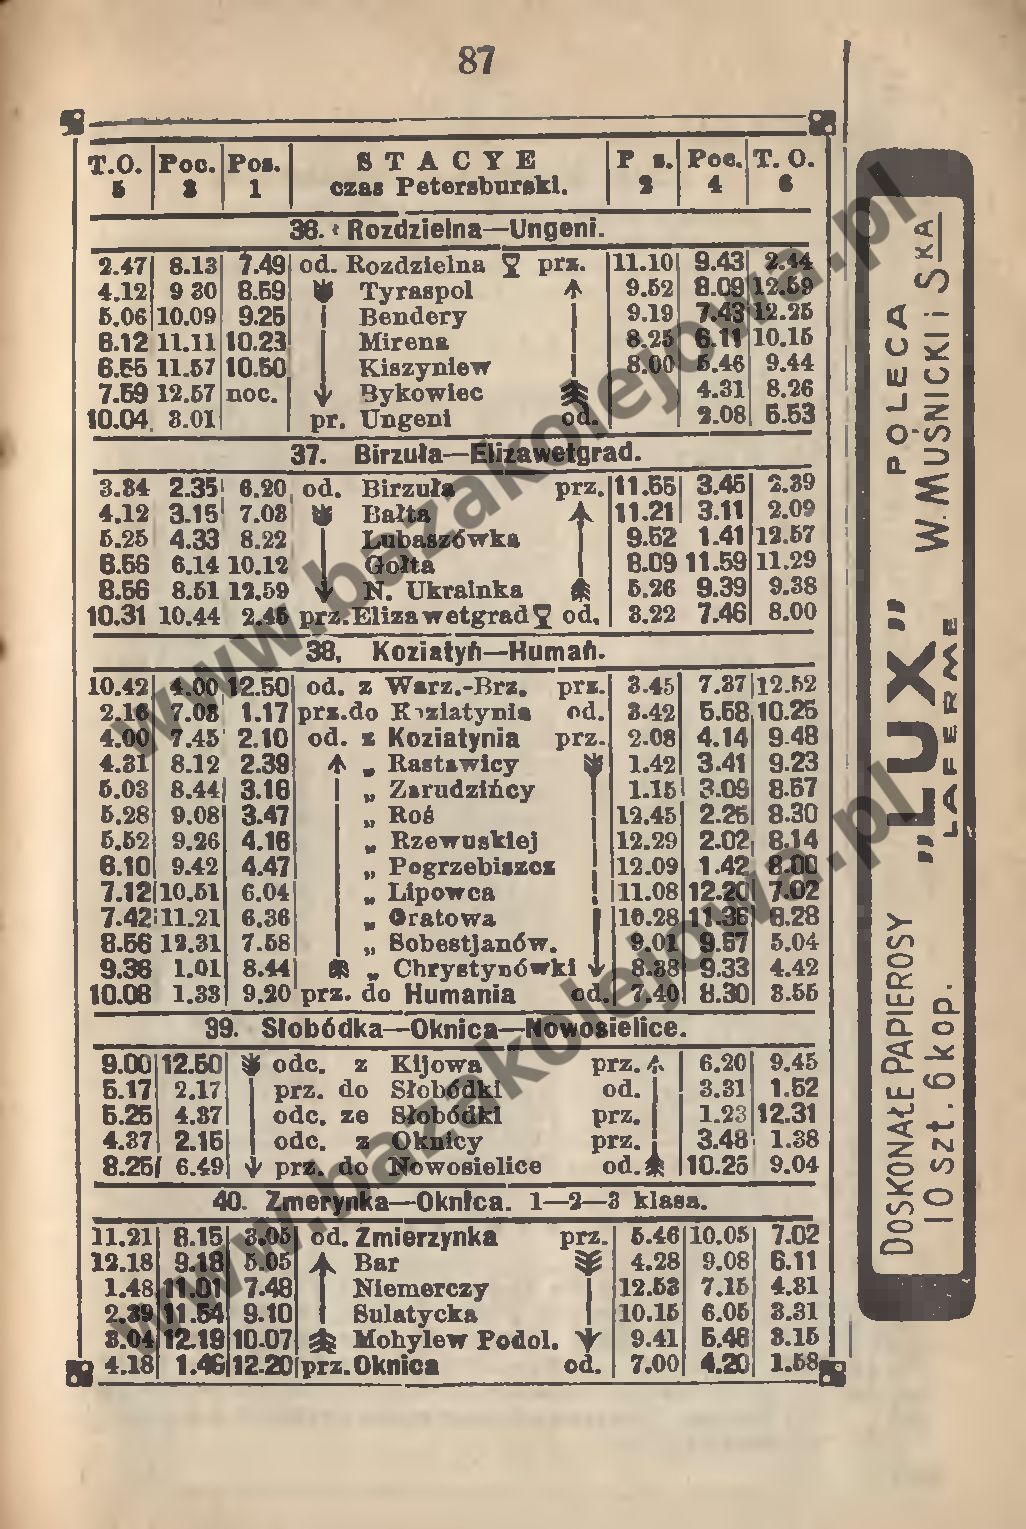 87
T.O. Poc. Pos. STACYE P s. Poc. T.O.
5 3 1 czas Petersburski. 2 4 6
36. Rozdzielna—Ungeni.
2.47 8.13 7.49 od. Rozdzielna prz. 11.10 9.43 2.44
4.12 9 30 8.59 Tyraspol 9.52 8.09 12.59
5.06 10.09 9.25 Bendery 9.19 7.43 12.25
6.12 11.11 10.23 Mirena 8.25 6.11 10.15
6.55 11.57 10.50 Kiszyniew 8.00 5.46 9.44
7.59 12.57 noc. Bykowiec 4.31 8.26
10.04 3.01 pr. Ungeni od. 2.08 5.53
37. Birzuła—Elizawetgrad.
3.34 2.35 6.20 od. Birzuła prz. 11.55 3.45 2.39
4.12 3.15 7.03 Bałta 11.21 3.11 2.09
5.25 4.33 8.22 Lubaszówka 9.52 1.41 12.57
6.56 6.14 10.12 Gołta 8.09 11.59 11.29
8.56 8.51 12.59 N. Ukrainka 5.26 9.39 9.38
10.31 10.44 2.45 prz. Elizawetgrad od. 3.22 7.46 8.00
38. Koziatyń—Humań.
10.42 4.00 12.50 od. z Warz.-Brz. prz. 3.45 7.37 12.52
2.16 7.08 1.17 prz. do Koziatynia od. 3.42 5.58 10.25
4.00 7.45 2.10 od. z Koziatynia prz. 2.08 4.14 9.48
4.31 8.12 2.39 „ Rastawicy 1.42 3.41 9.23
5.03 8.44 3.16 „ Zarudzińcy 1.15 3.09 8.57
5.28 9.08 3.47 „ Roś 12.45 2.25 8.30
5.52 9.26 4.16 „ Rzewuskiej 12.29 2.02 8.14
6.10 9.42 4.47 „ Pogrzebiszcz 12.09 1.42 8.00
7.12 10.51 6.04 „ Lipowca 11.08 12.20 7.02
7.42 11.21 6.36 „ Oratowa 10.28 11.36 6.28
8.56 12.31 7.58 „ Sobestjanów. 9.01 9.57 5.04
9.36 1.01 8.44 „ Chrystynówki 8.38 9.33 4.42
10.08 1.33 9.20 prz. do Humania od. 7.40 8.30 3.55
39. Słobódka—Oknica—Nowosielice.
9.00 12.50 odc. z Kijowa prz. 6.20 9.45
5.17 2.17 prz. do Słobódki od. 3.31 1.52
5.25 4.37 odc. ze Słobódki prz. 1.23 12.31
4.37 2.15 odc. z Oknicy prz. 3.48 1.38
8.25 6.49 prz. do Nowosielice od. 10.25 9.04
40. Zmerynka—Oknica. 1—2—3 klasa.
11.21 8.15 3.05 od. Zmierzynka prz. 5.46 10.05 7.02
12.18 9.18 5.05 Bar 4.28 9.08 6.11
1.48 11.01 7.48 Niemerczy 12.53 7.15 4.31
2.39 11.54 9.10 Sulatycka 10.15 6.05 3.31
3.04 12.19 10.07 Mohylew Podol. 9.41 5.46 3.15
4.18 1.46 12.20 prz. Oknica od. 7.00 4.20 1.58
DOSKONAŁE PAPIEROSY „LUX” POLECA
10 szt. 6 kop. LAFERME W. MUŚNICKI i SKA
www.bazakolejowa.pl
www.bazakolejowa.pl